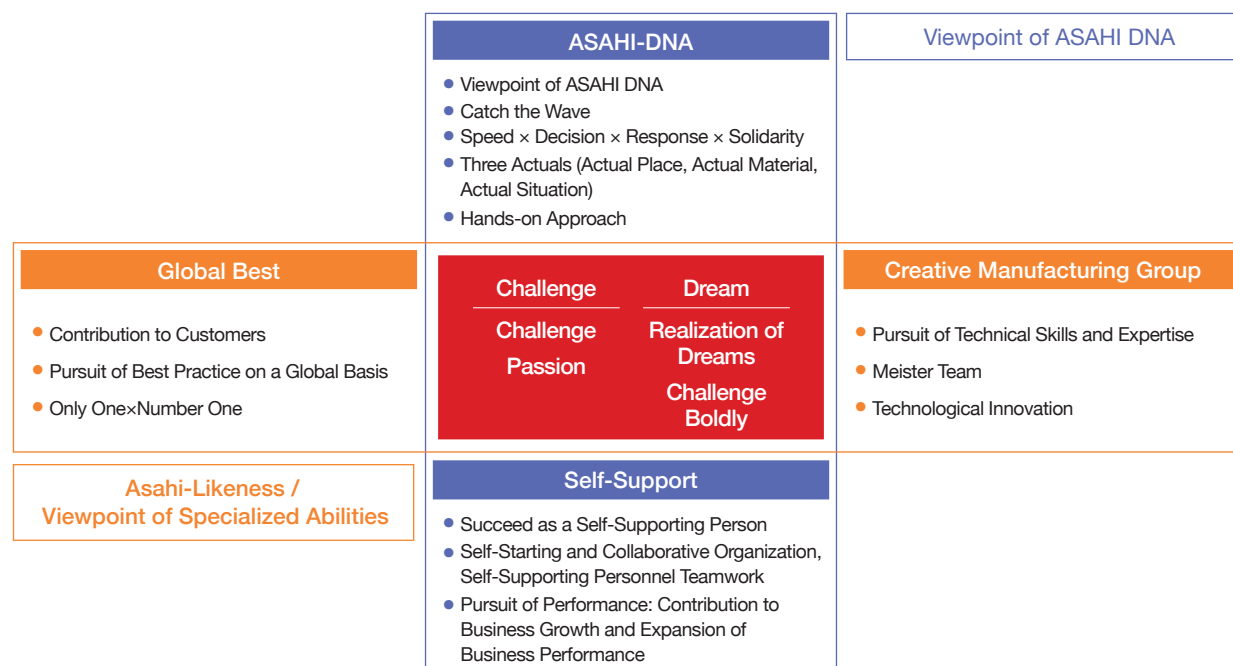 ASAHI-DNA
Viewpoint of ASAHI DNA
• Viewpoint of ASAHI DNA
• Catch the Wave
• Speed × Decision × Response × Solidarity
• Three Actuals (Actual Place, Actual Material,
Actual Situation)
• Hands-on Approach
Global Best
• Contribution to Customers
• Pursuit of Best Practice on a Global Basis
• Only One×Number One
Challenge
Challenge
Passion
Dream
Realization of
Dreams
Challenge
Boldly
Creative Manufacturing Group
• Pursuit of Technical Skills and Expertise
• Meister Team
• Technological Innovation
Asahi-Likeness /
Viewpoint of Specialized Abilities
Self-Support
• Succeed as a Self-Supporting Person
• Self-Starting and Collaborative Organization,
Self-Supporting Personnel Teamwork
• Pursuit of Performance: Contribution to
Business Growth and Expansion of
Business Performance